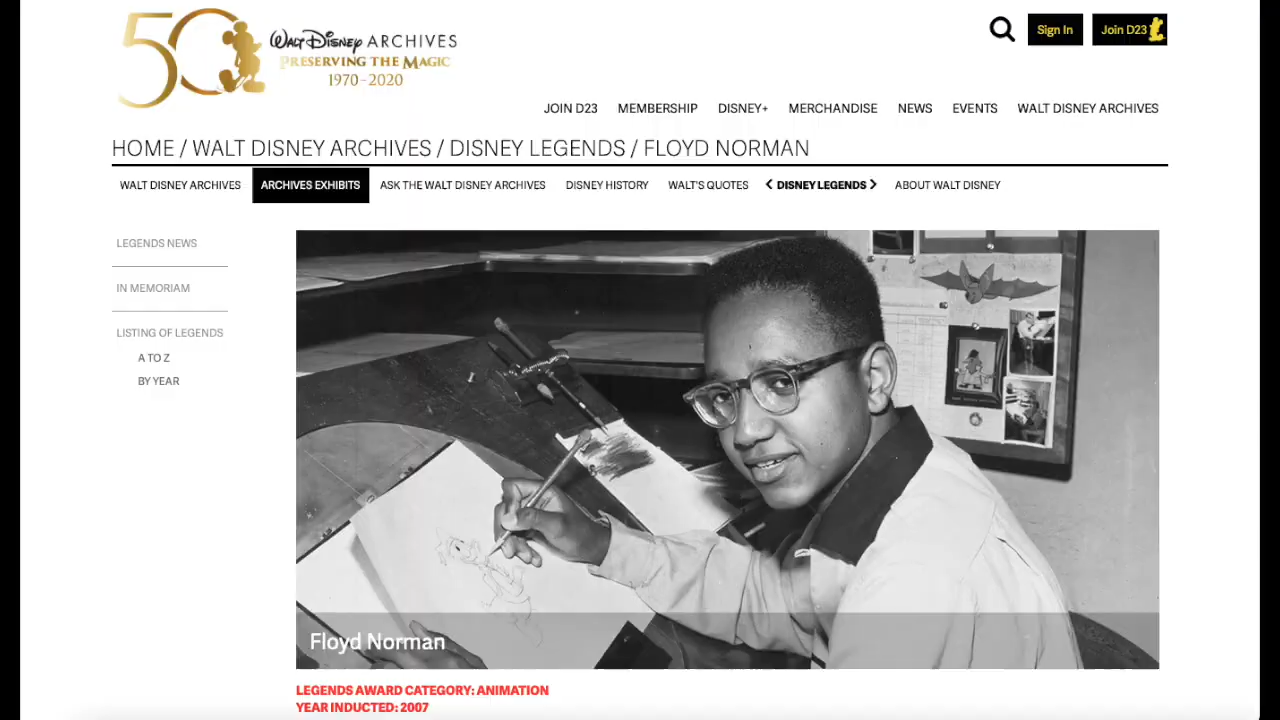 50
WALT DISNEY ARCHIVES
PRESERVING THE MAGIC
1970-2020
Sign In
Join D23
JOIN D23 MEMBERSHIP DISNEY+ MERCHANDISE NEWS EVENTS WALT DISNEY ARCHIVES
HOME / WALT DISNEY ARCHIVES / DISNEY LEGENDS / FLOYD NORMAN
WALT DISNEY ARCHIVES ARCHIVES EXHIBITS ASK THE WALT DISNEY ARCHIVES DISNEY HISTORY WALT'S QUOTES DISNEY LEGENDS ABOUT WALT DISNEY
LEGENDS NEWS
IN MEMORIAM
LISTING OF LEGENDS
A TO Z
BY YEAR
Floyd Norman
LEGENDS AWARD CATEGORY: ANIMATION
YEAR INDUCTED: 2007